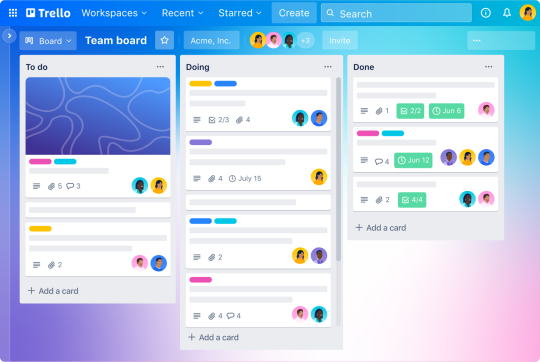 Trello Workspaces Recent Starred Create Search
Board Team board Acme, Inc. +3 Invite
To do
5 3
2
+ Add a card
Doing
2/3 4
4 July 15
2
4 4
+ Add a card
Done
1 2/2 Jun 6
4 Jun 12
2 4/4
+ Add a card